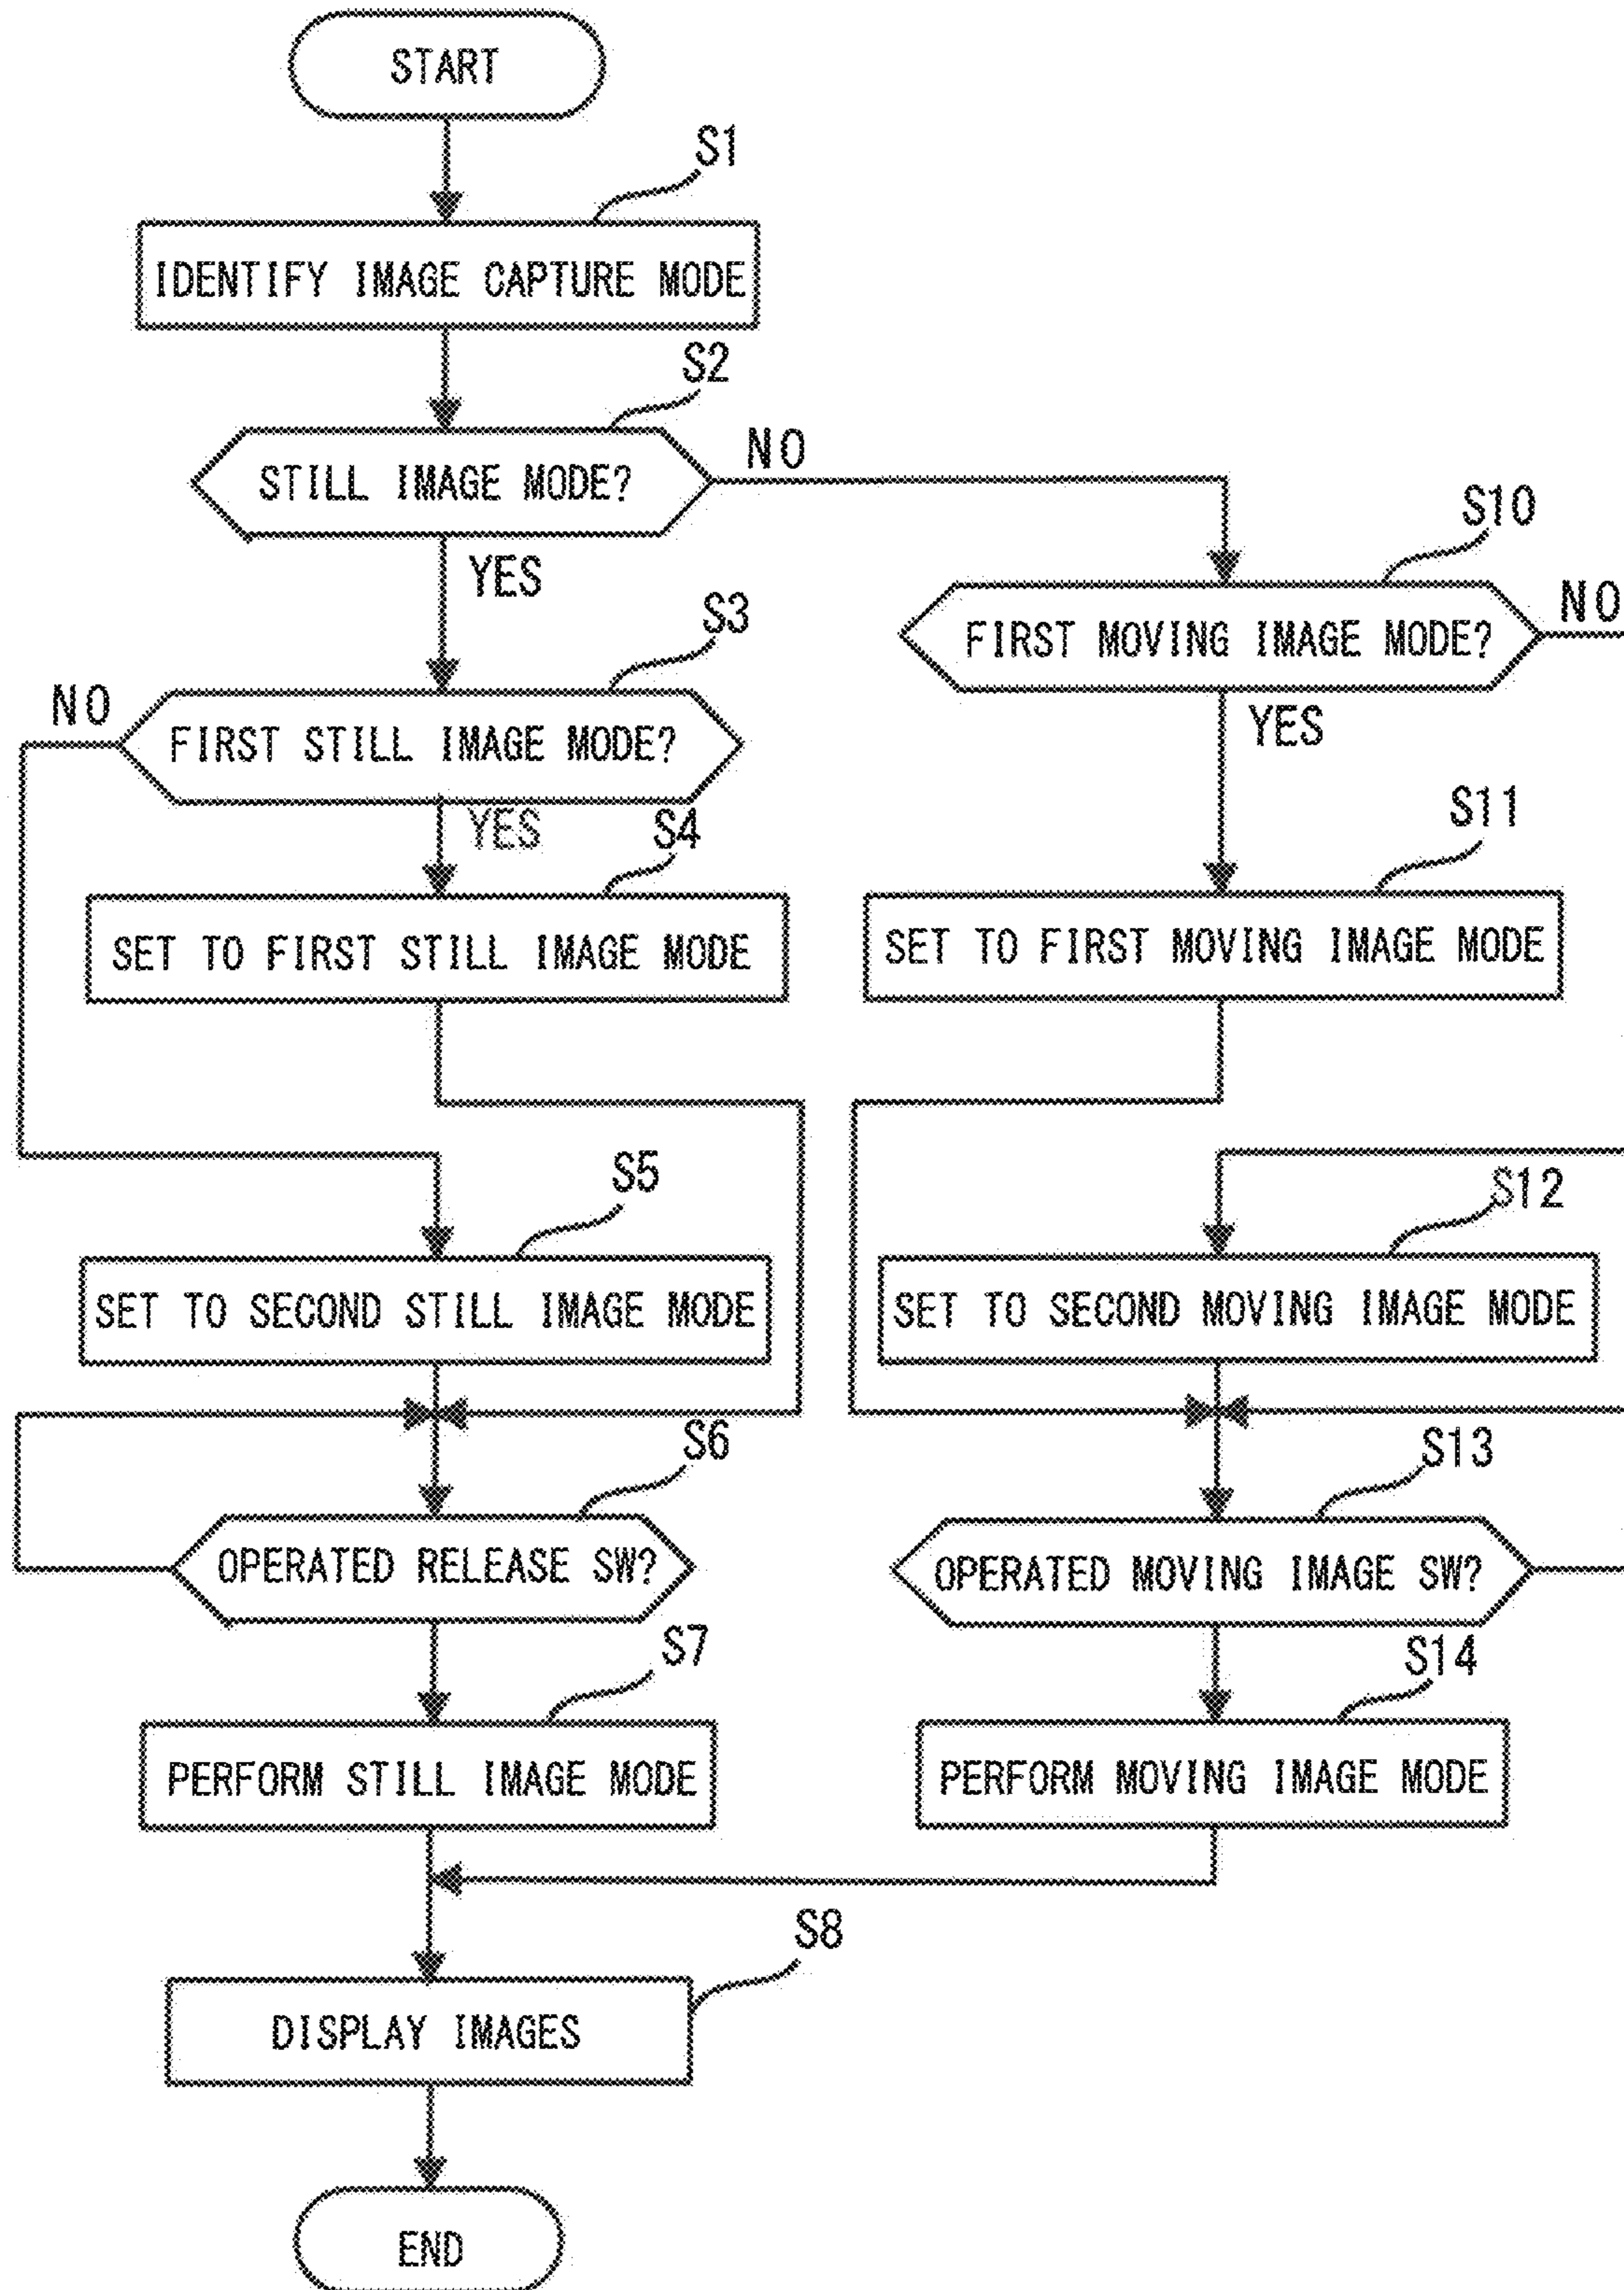 START
S1
IDENTIFY IMAGE CAPTURE MODE
S2
STILL IMAGE MODE?
NO
YES
S10
FIRST MOVING IMAGE MODE?
NO
YES
S3
NO
FIRST STILL IMAGE MODE?
YES
S4
SET TO FIRST STILL IMAGE MODE
S11
SET TO FIRST MOVING IMAGE MODE
S5
SET TO SECOND STILL IMAGE MODE
S12
SET TO SECOND MOVING IMAGE MODE
S6
OPERATED RELEASE SW?
S13
OPERATED MOVING IMAGE SW?
S7
PERFORM STILL IMAGE MODE
S14
PERFORM MOVING IMAGE MODE
S8
DISPLAY IMAGES
END